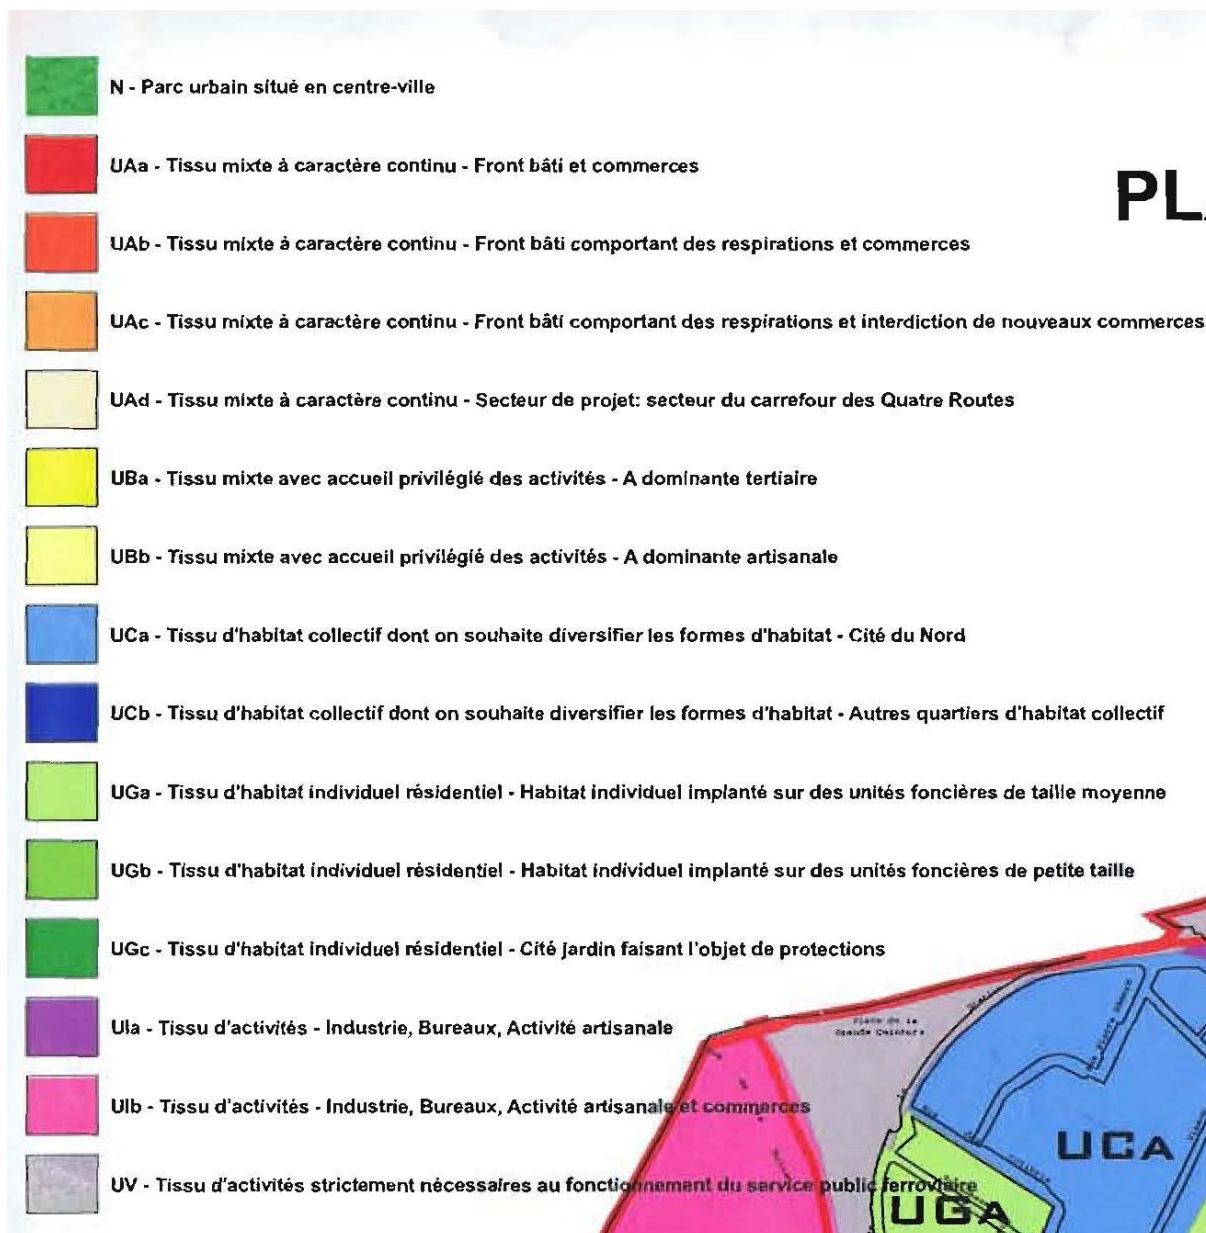 N - Parc urbain situé en centre-ville
UAa - Tissu mixte à caractère continu - Front bâti et commerces
PL
UAb - Tissu mixte à caractère continu - Front bâti comportant des respirations et commerces
UAc - Tissu mixte à caractère continu - Front bâti comportant des respirations et interdiction de nouveaux commerces
UAd - Tissu mixte à caractère continu - Secteur de projet: secteur du carrefour des Quatre Routes
UBa - Tissu mixte avec accueil privilégié des activités - A dominante tertiaire
UBb - Tissu mixte avec accueil privilégié des activités - A dominante artisanale
UCa - Tissu d'habitat collectif dont on souhaite diversifier les formes d'habitat - Cité du Nord
UCb - Tissu d'habitat collectif dont on souhaite diversifier les formes d'habitat - Autres quartiers d'habitat collectif
UGa - Tissu d'habitat individuel résidentiel - Habitat individuel implanté sur des unités foncières de taille moyenne
UGb - Tissu d'habitat individuel résidentiel - Habitat individuel implanté sur des unités foncières de petite taille
UGc - Tissu d'habitat individuel résidentiel - Cité jardin faisant l'objet de protections
UIa - Tissu d'activités - Industrie, Bureaux, Activité artisanale
Place de la
Grande Ceinture
UIb - Tissu d'activités - Industrie, Bureaux, Activité artisanale et commerces
UCA
UV - Tissu d'activités strictement nécessaires au fonctionnement du service public ferroviaire
UGA